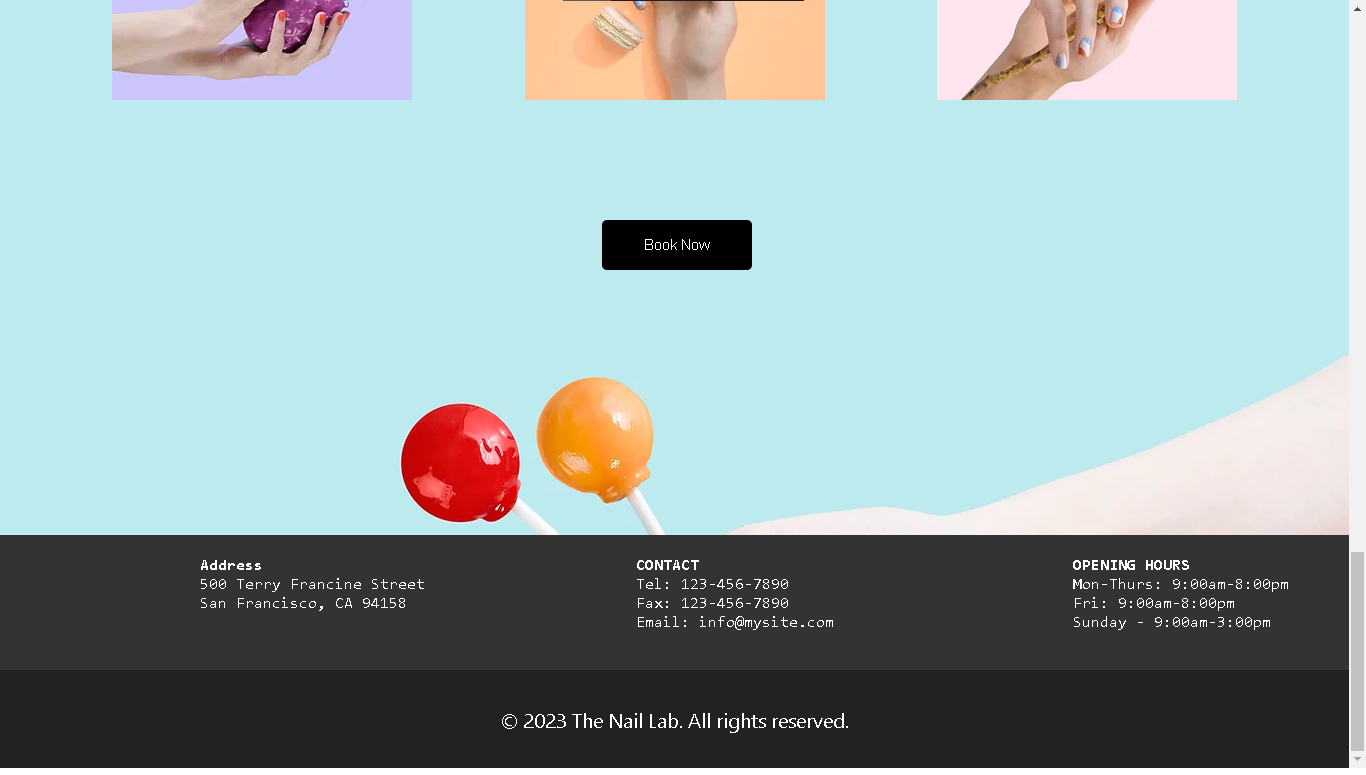 Book Now
Address
500 Terry Francine Street
San Francisco, CA 94158
CONTACT
Tel: 123-456-7890
Fax: 123-456-7890
Email: info@mysite.com
OPENING HOURS
Mon-Thurs: 9:00am-8:00pm
Fri: 9:00am-8:00pm
Sunday - 9:00am-3:00pm
© 2023 The Nail Lab. All rights reserved.